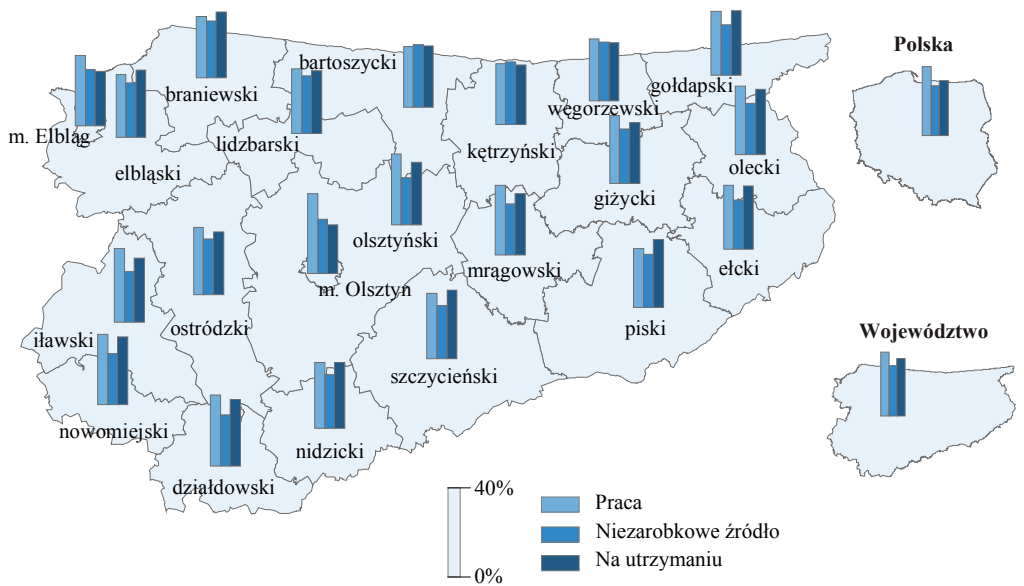 bartoszycki
Polska
braniewski
węgorzewski
gołdapski
m. Elbląg
lidzbarski
kętrzyński
olecki
elbląski
giżycki
olsztyński
mrągowski
ełcki
m. Olsztyn
iławski
ostródzki
piski
Województwo
szczycieński
nowomiejski
nidzicki
działdowski
40%
0%
Praca
Niezarobkowe źródło
Na utrzymaniu